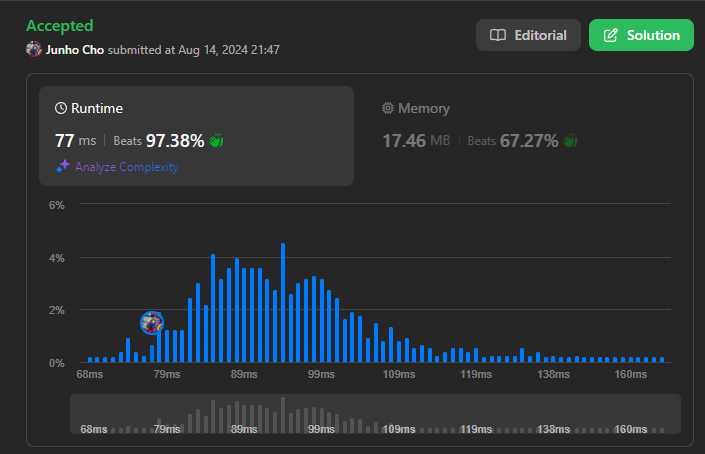 Accepted
Editorial
Solution
Junho Cho submitted at Aug 14, 2024 21:47
Runtime
Memory
77 ms | Beats 97.38%
17.46 MB | Beats 67.27%
Analyze Complexity
6%
4%
2%
0%
68ms 79ms 89ms 99ms 109ms 119ms 138ms 160ms
68ms 79ms 89ms 99ms 109ms 119ms 138ms 160ms